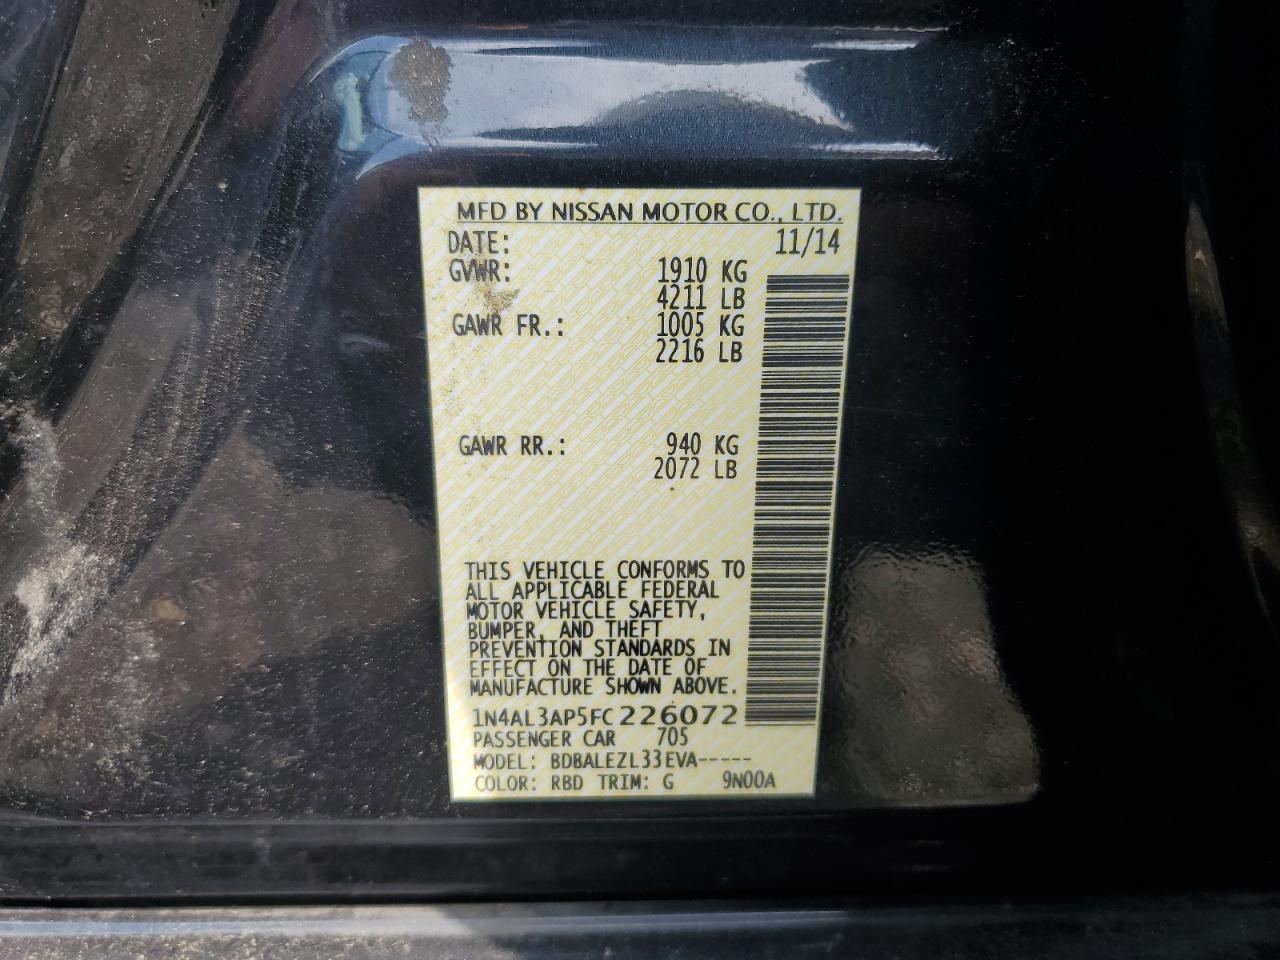 MFD BY NISSAN MOTOR CO., LTD.
DATE: 11/14
GVWR: 1910 KG
4211 LB
GAWR FR.: 1005 KG
2216 LB
GAWR RR.: 940 KG
2072 LB
THIS VEHICLE CONFORMS TO
ALL APPLICABLE FEDERAL
MOTOR VEHICLE SAFETY,
BUMPER, AND THEFT
PREVENTION STANDARDS IN
EFFECT ON THE DATE OF
MANUFACTURE SHOWN ABOVE.
1N4AL3AP5FC226072
PASSENGER CAR 705
MODEL: BDBALEZL33EVA-----
COLOR: RBD TRIM: G 9N00A